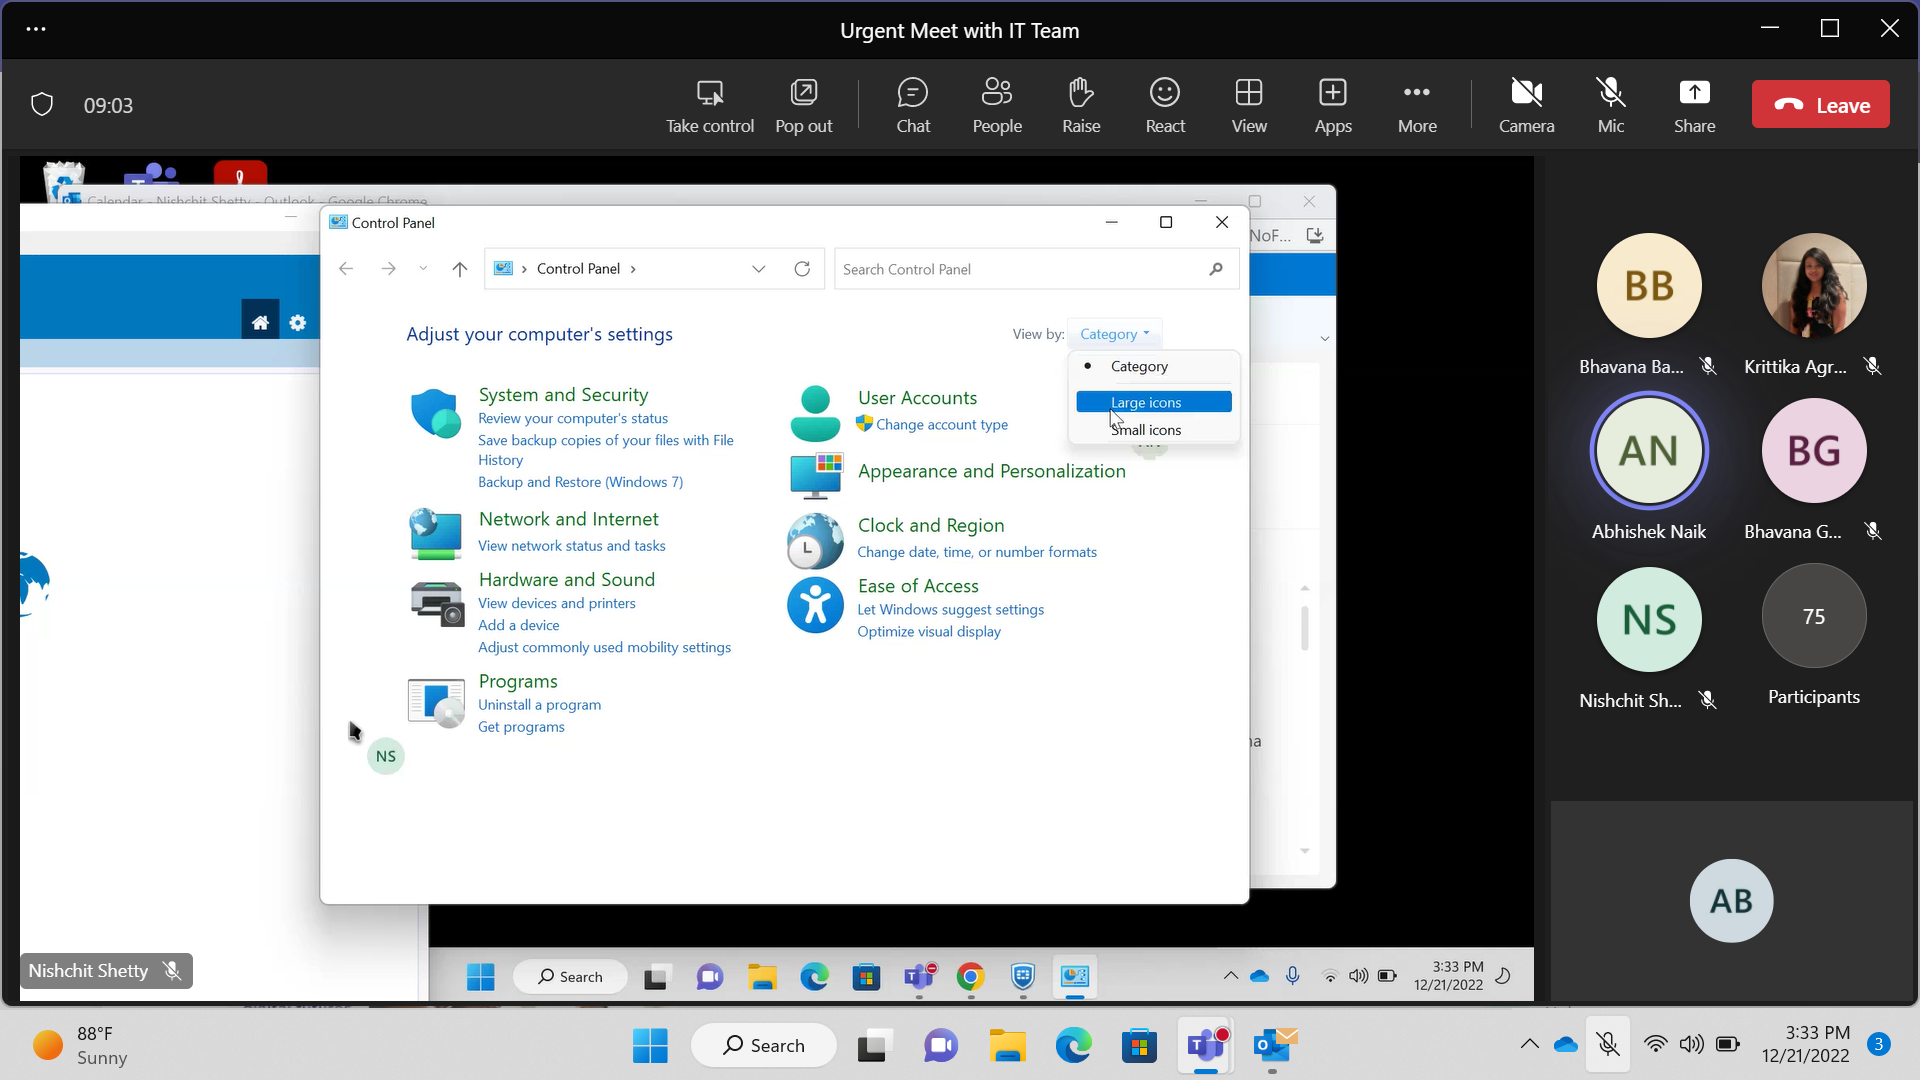 Urgent Meet with IT Team
09:03
Take control
Pop out
Chat
People
Raise
React
View
Apps
More
Camera
Mic
Share
Leave
Calendar - Nishchit Shetty - Outlook - Google Chrome
Control Panel
NoF...
Control Panel
Search Control Panel
Adjust your computer's settings
View by: Category
Category
Large icons
Small icons
System and Security
Review your computer's status
Save backup copies of your files with File
History
Backup and Restore (Windows 7)
Network and Internet
View network status and tasks
Hardware and Sound
View devices and printers
Add a device
Adjust commonly used mobility settings
Programs
Uninstall a program
Get programs
User Accounts
Change account type
Appearance and Personalization
Clock and Region
Change date, time, or number formats
Ease of Access
Let Windows suggest settings
Optimize visual display
NS
BB
Bhavana Ba...
Krittika Agr...
AN
Abhishek Naik
BG
Bhavana G...
NS
Nishchit Sh...
75
Participants
AB
Nishchit Shetty
Search
3:33 PM
12/21/2022
88°F
Sunny
Search
3:33 PM
12/21/2022
3